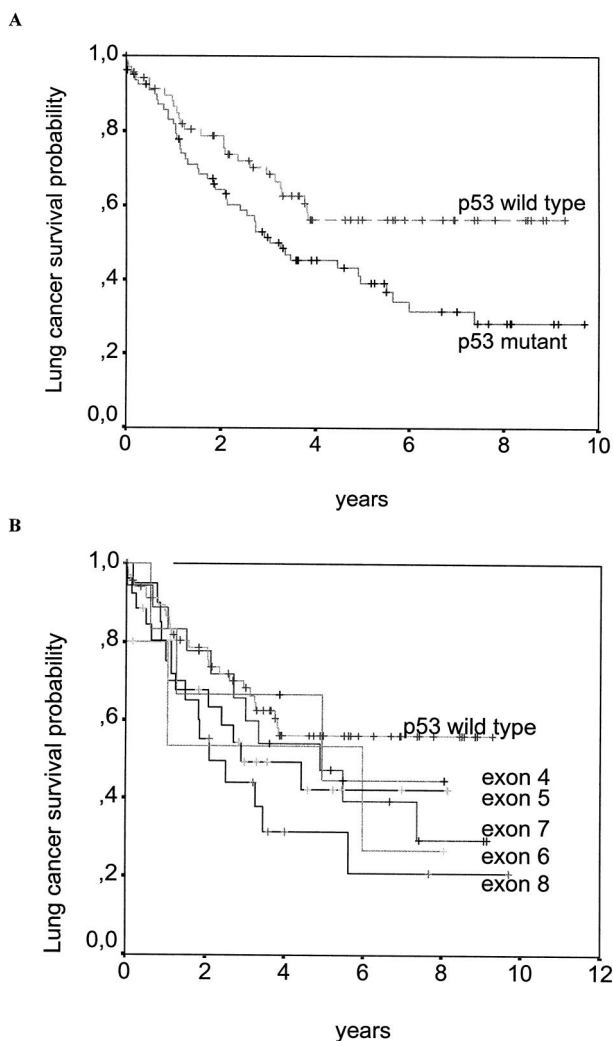 A
Lung cancer survival probability
1,0
,8
,6
,4
,2
0,0
p53 wild type
p53 mutant
0 2 4 6 8 10
years
B
Lung cancer survival probability
1,0
,8
,6
,4
,2
0,0
p53 wild type
exon 4
exon 5
exon 7
exon 6
exon 8
0 2 4 6 8 10 12
years